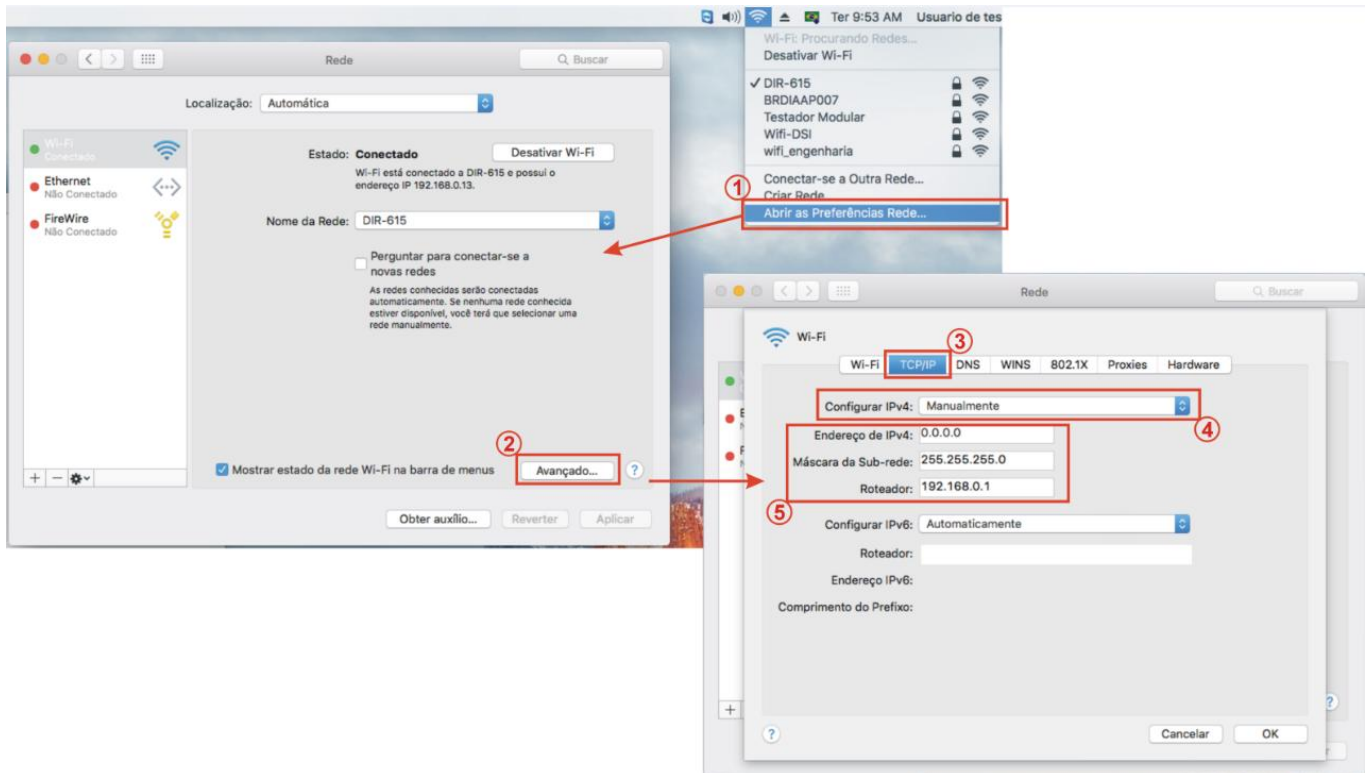 Ter 9:53 AM Usuario de tes
Wi-Fi: Procurando Redes...
Desativar Wi-Fi
✓ DIR-615
BRDIAAP007
Testador Modular
Wifi-DSI
wifi_engenharia
Conectar-se a Outra Rede...
Criar Rede
① Abrir as Preferências Rede...
Rede
Buscar
Localização: Automática
Wi-Fi
Conectado
Ethernet
Não Conectado
FireWire
Não Conectado
Estado: Conectado
Desativar Wi-Fi
Wi-Fi está conectado a DIR-615 e possui o
endereço IP 192.168.0.13.
Nome da Rede: DIR-615
Perguntar para conectar-se a
novas redes
As redes conhecidas serão conectadas
automaticamente. Se nenhuma rede conhecida
estiver disponível, você terá que selecionar uma
rede manualmente.
②
Mostrar estado da rede Wi-Fi na barra de menus Avançado... ?
+ −
Obter auxílio... Reverter Aplicar
Rede
Buscar
Wi-Fi
③
Wi-Fi TCP/IP DNS WINS 802.1X Proxies Hardware
Configurar IPv4: Manualmente
④
Endereço de IPv4: 0.0.0.0
Máscara da Sub-rede: 255.255.255.0
Roteador: 192.168.0.1
⑤
Configurar IPv6: Automaticamente
Roteador:
Endereço IPv6:
Comprimento do Prefixo:
+
?
? Cancelar OK